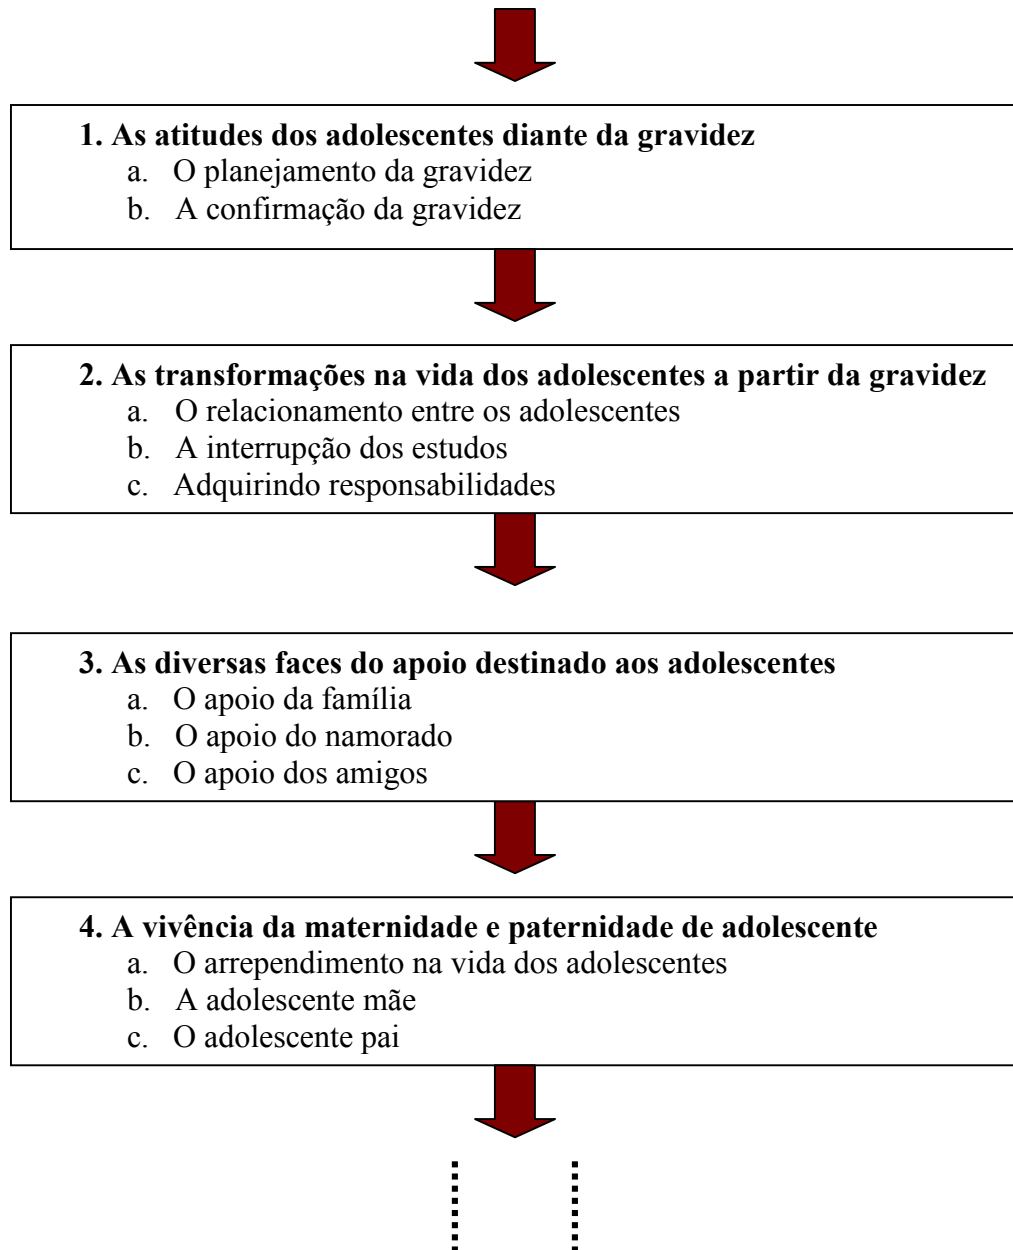 1. As atitudes dos adolescentes diante da gravidez
a. O planejamento da gravidez
b. A confirmação da gravidez
2. As transformações na vida dos adolescentes a partir da gravidez
a. O relacionamento entre os adolescentes
b. A interrupção dos estudos
c. Adquirindo responsabilidades
3. As diversas faces do apoio destinado aos adolescentes
a. O apoio da família
b. O apoio do namorado
c. O apoio dos amigos
4. A vivência da maternidade e paternidade de adolescente
a. O arrependimento na vida dos adolescentes
b. A adolescente mãe
c. O adolescente pai